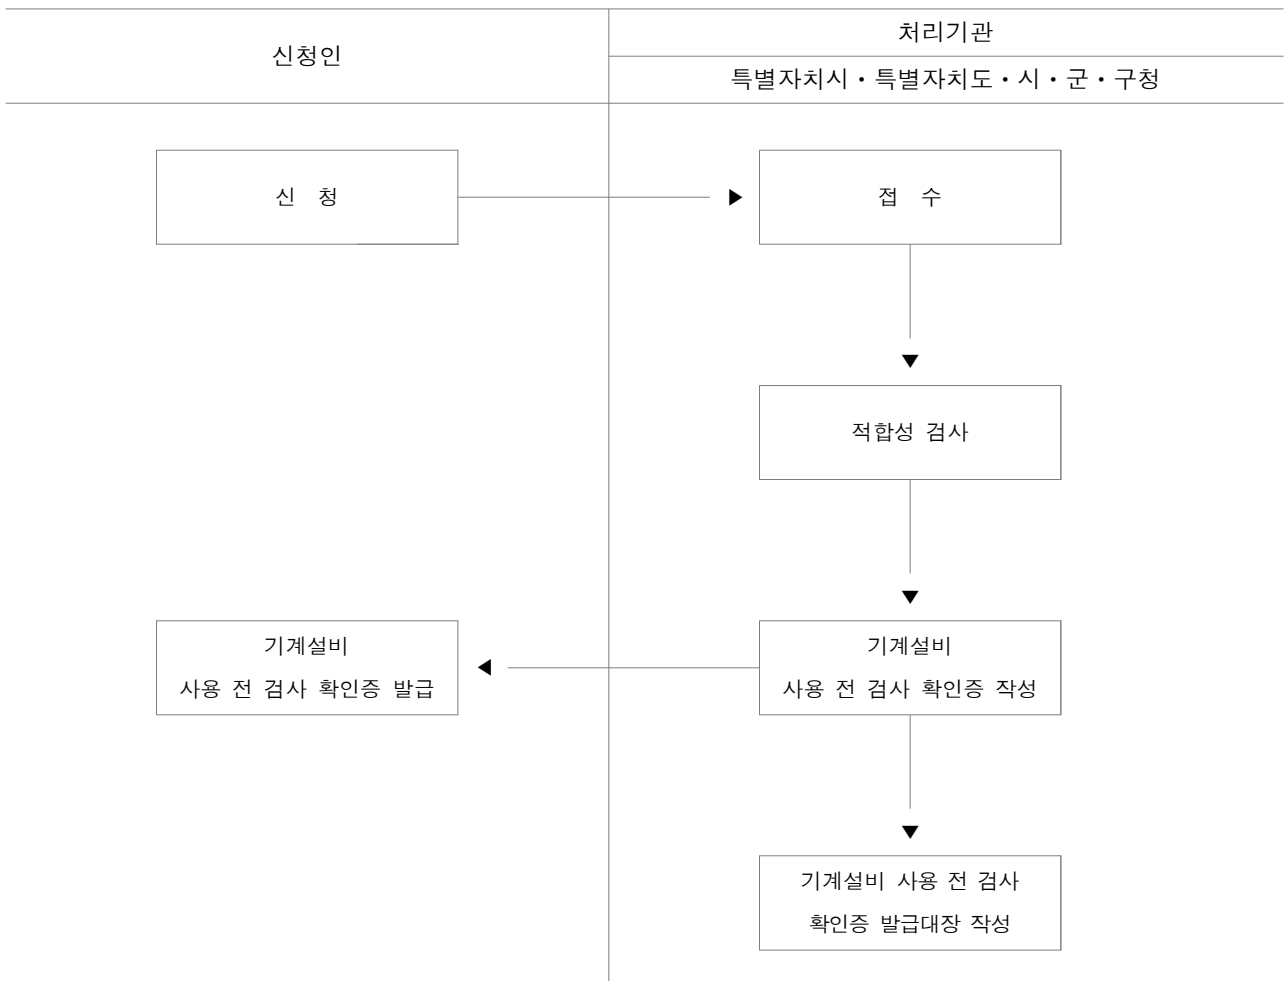 신청인
처리기관
특별자치시・특별자치도・시・군・구청
신 청
접 수
적합성 검사
기계설비
사용 전 검사 확인증 발급
기계설비
사용 전 검사 확인증 작성
기계설비 사용 전 검사
확인증 발급대장 작성